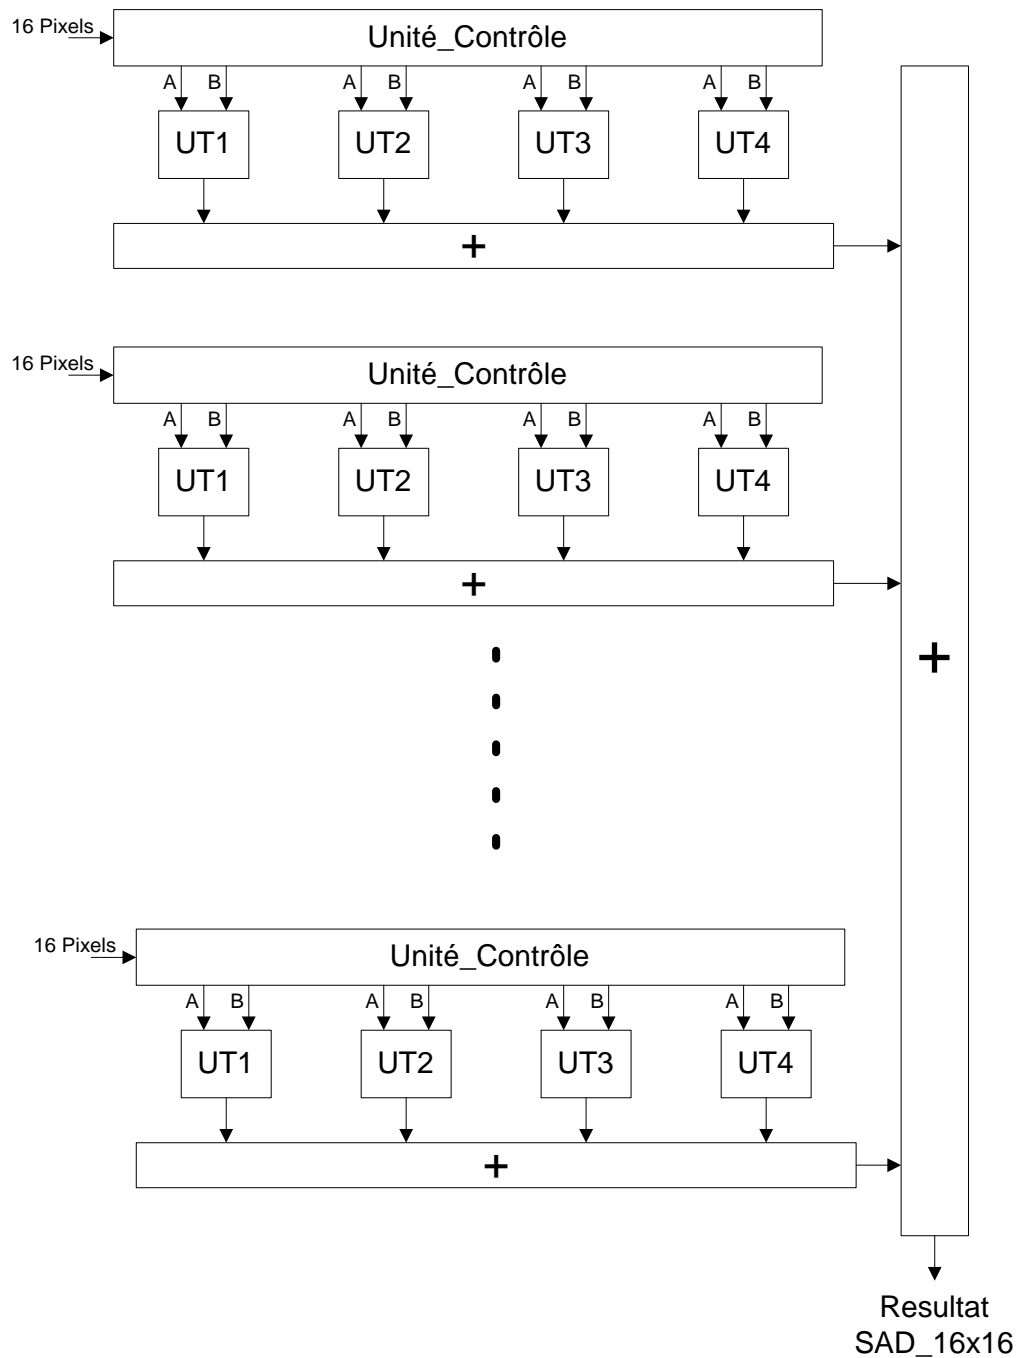 16 Pixels
Unité_Contrôle
A B A B A B A B
UT1 UT2 UT3 UT4
+
16 Pixels
Unité_Contrôle
A B A B A B A B
UT1 UT2 UT3 UT4
+
+
16 Pixels
Unité_Contrôle
A B A B A B A B
UT1 UT2 UT3 UT4
+
Resultat
SAD_16x16